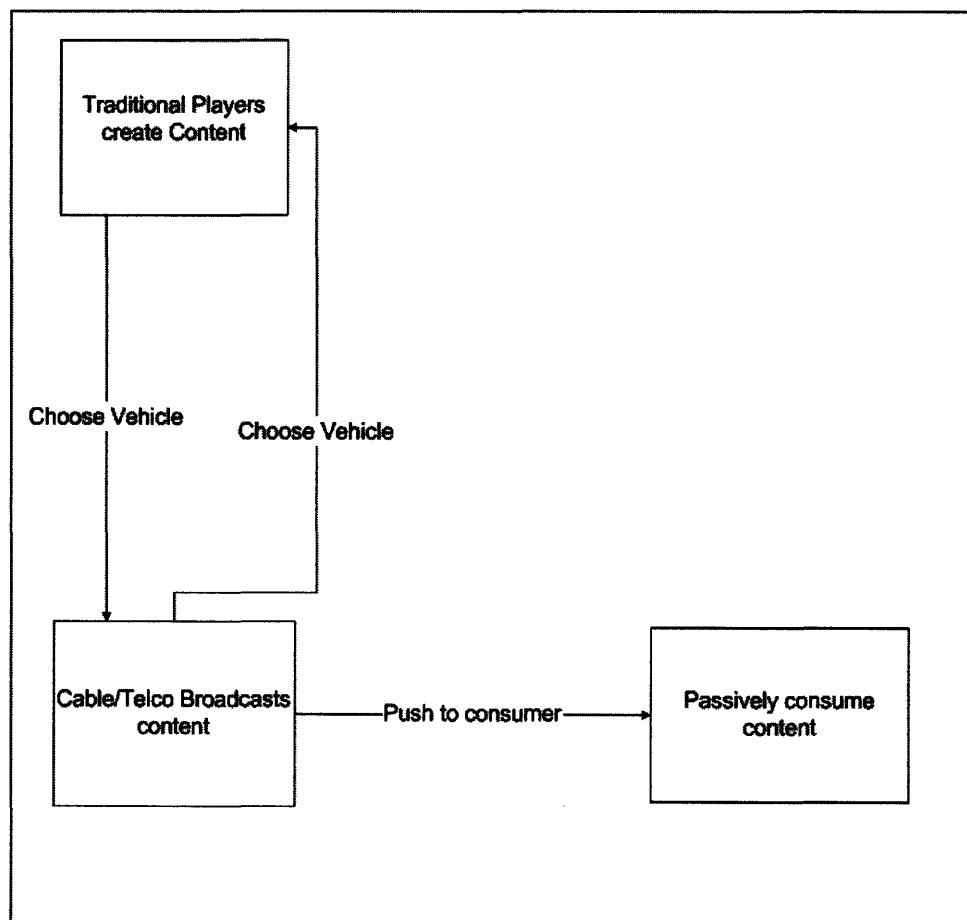 Traditional Players
create Content
Choose Vehicle
Choose Vehicle
Cable/Telco Broadcasts
content
Push to consumer
Passively consume
content